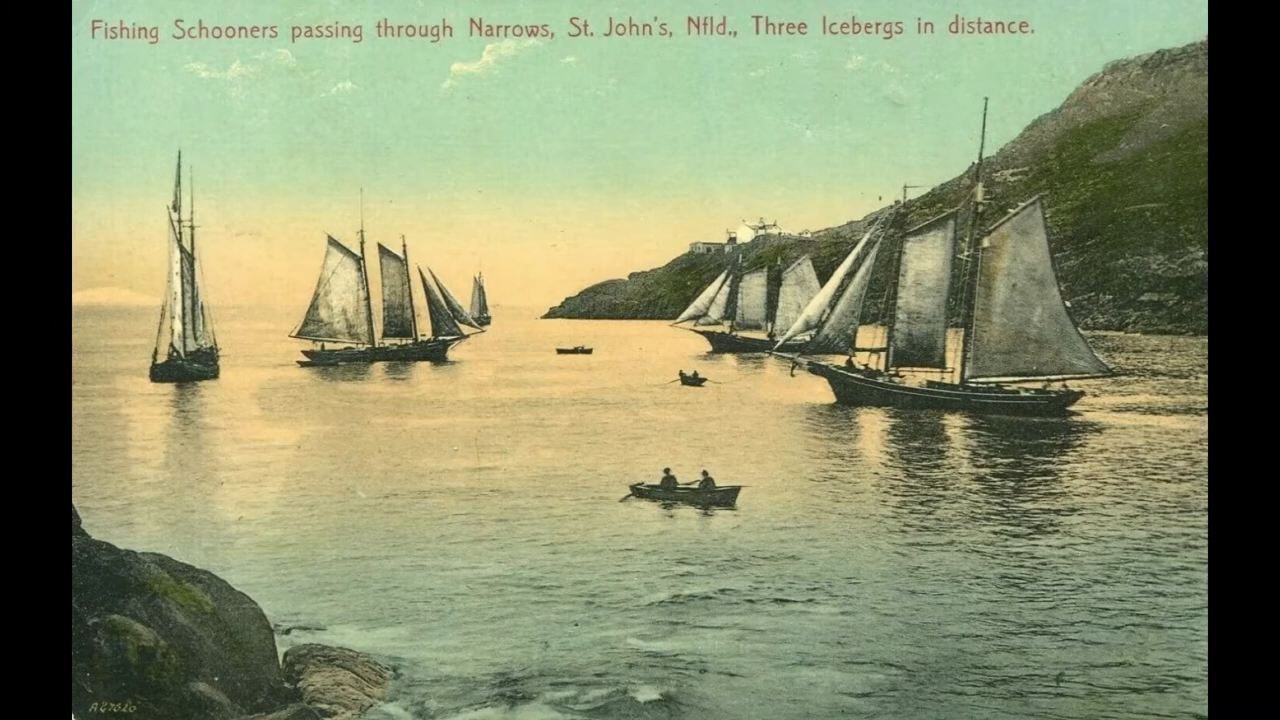 Fishing Schooners passing through Narrows, St. John's, Nfld., Three Icebergs in distance.